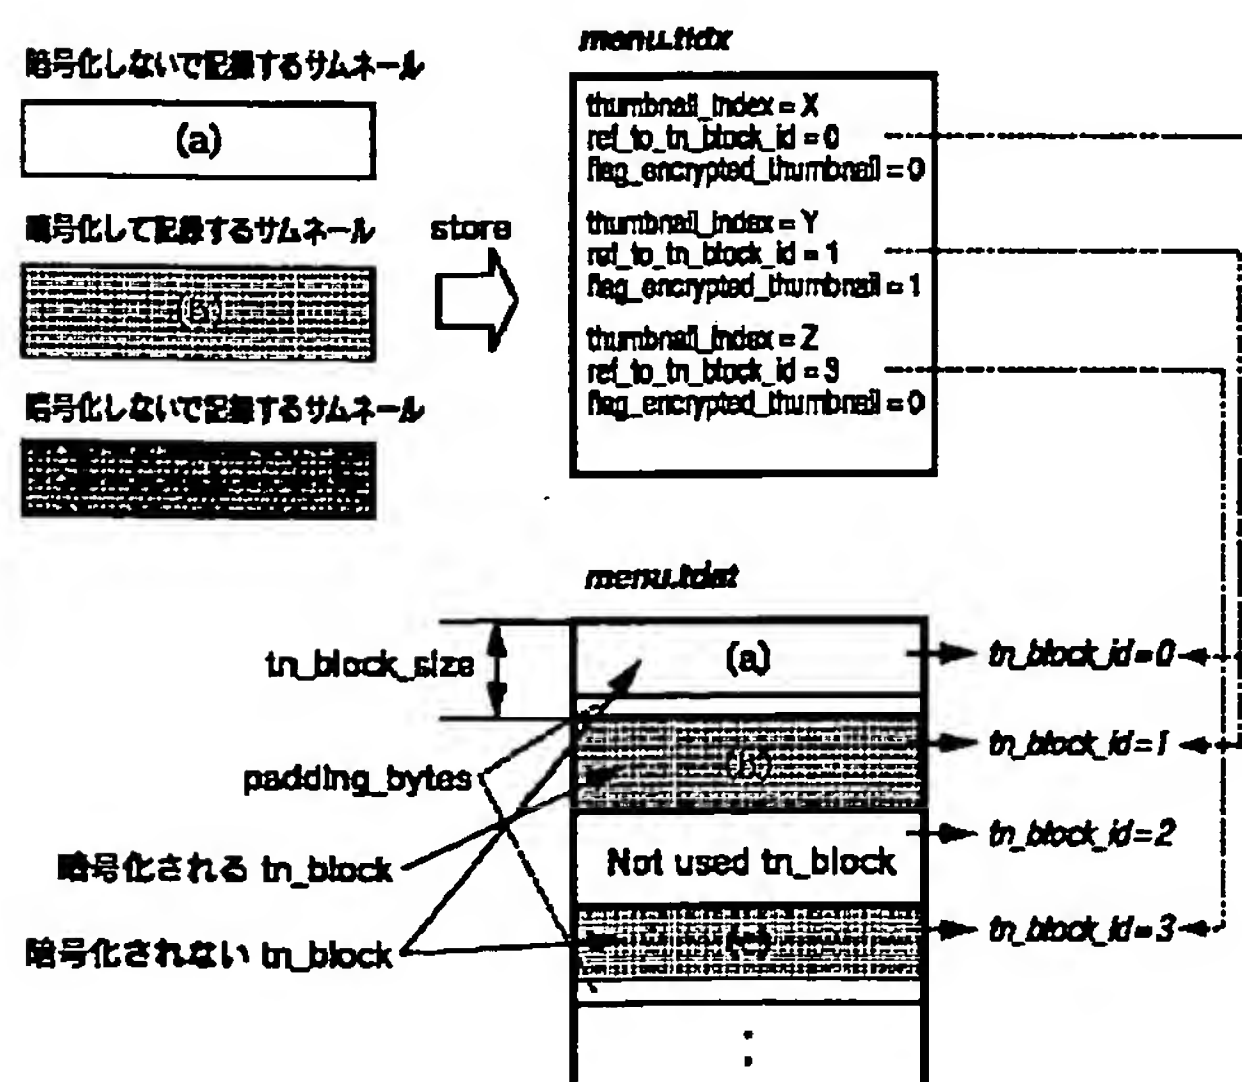 暗号化しないで記録するサムネール
(a)
暗号化して記録するサムネール
(b)
暗号化しないで記録するサムネール
store
menu.tidx
thumbnail_index = X
ref_to_tn_block_id = 0
flag_encrypted_thumbnail = 0
thumbnail_index = Y
ref_to_tn_block_id = 1
flag_encrypted_thumbnail = 1
thumbnail_index = Z
ref_to_tn_block_id = 3
flag_encrypted_thumbnail = 0
menu.tdat
tn_block_size
padding_bytes
暗号化される tn_block
暗号化されない tn_block
(a)
(b)
Not used tn_block
(c)
tn_block_id=0
tn_block_id=1
tn_block_id=2
tn_block_id=3